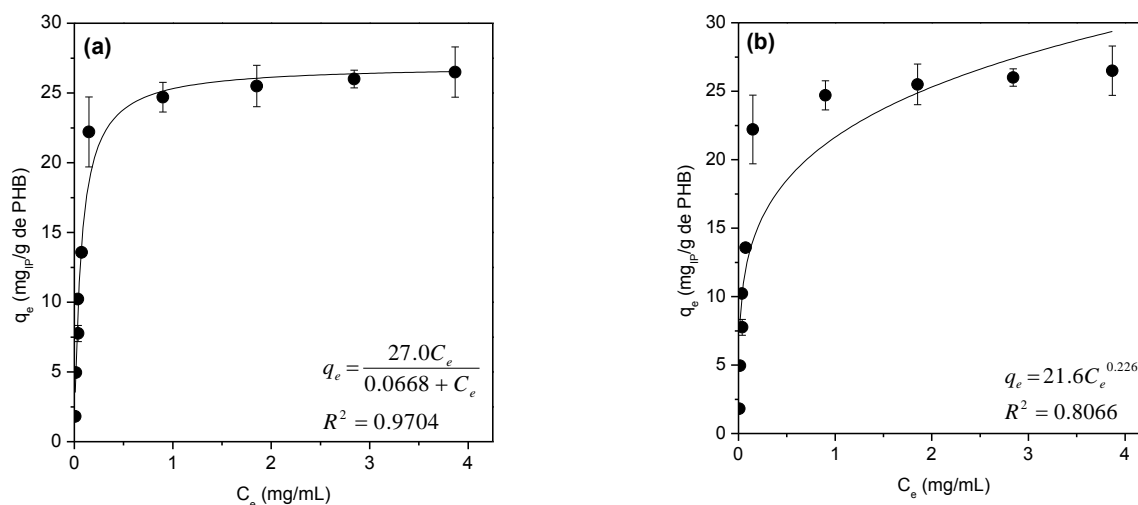 (a)
30
25
20
15
10
5
0
q_e (mg_IP/g de PHB)
0 1 2 3 4
C_e (mg/mL)
q_e = 27.0C_e / 0.0668 + C_e
R² = 0.9704
(b)
30
25
20
15
10
5
0
q_e (mg_IP/g de PHB)
0 1 2 3 4
C_e (mg/mL)
q_e = 21.6C_e^0.226
R² = 0.8066